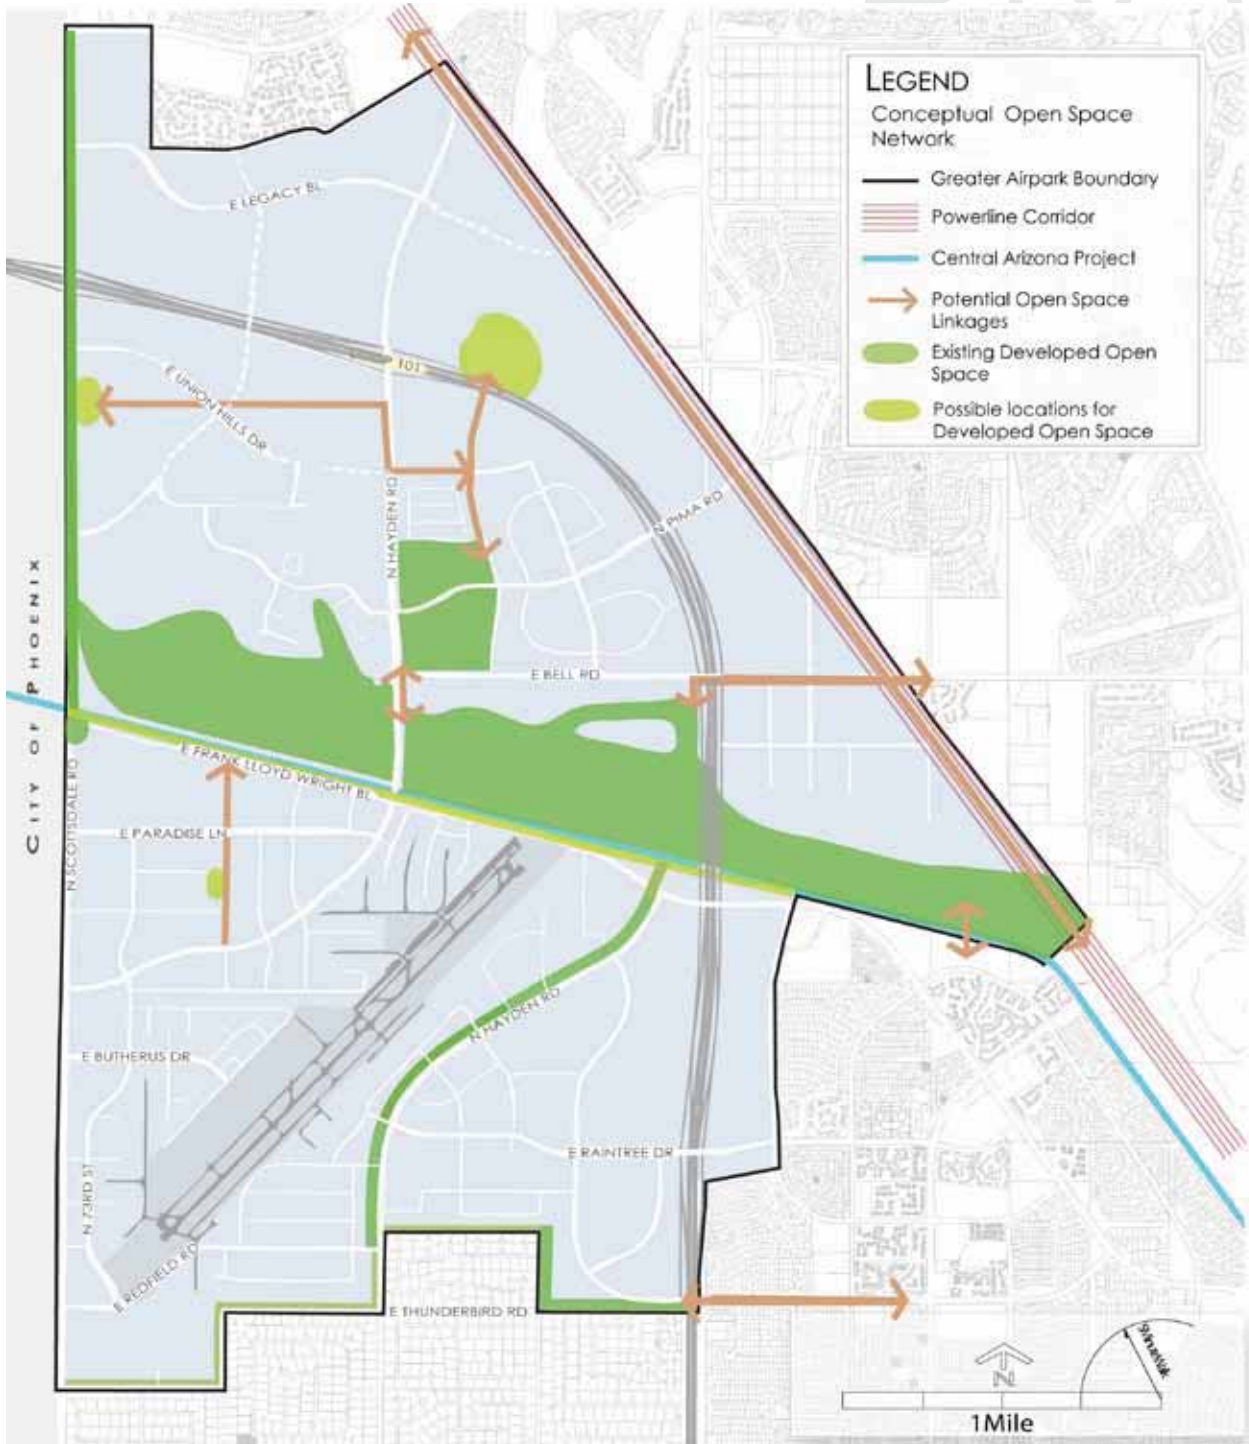 LEGEND
Conceptual Open Space
Network
Greater Airpark Boundary
Powerline Corridor
Central Arizona Project
Potential Open Space
Linkages
Existing Developed Open
Space
Possible locations for
Developed Open Space
E LEGACY BL
101
E UNION HILLS DR
N HAYDEN RD
N PIMA RD
CITY OF PHOENIX
E BELL RD
E FRANK LLOYD WRIGHT BL
N SCOTTSDALE RD
E PARADISE LN
N HAYDEN RD
E BUTHERUS DR
E RAINTREE DR
N 73RD ST
E REDFIELD RD
E THUNDERBIRD RD
N
1Mile